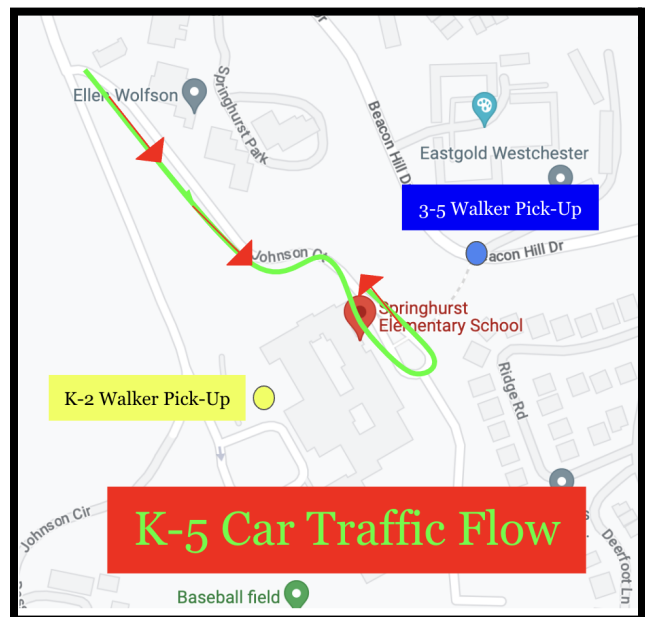 Dr
Ellen Wolfson
Springhurst Park
Beacon Hill D
Eastgold Westchester
3-5 Walker Pick-Up
Johnson C
acon Hill Dr
Springhurst
Elementary School
K-2 Walker Pick-Up
Ridge Rd
K-5 Car Traffic Flow
Johnson Cir
Deerfoot Ln
Baseball field